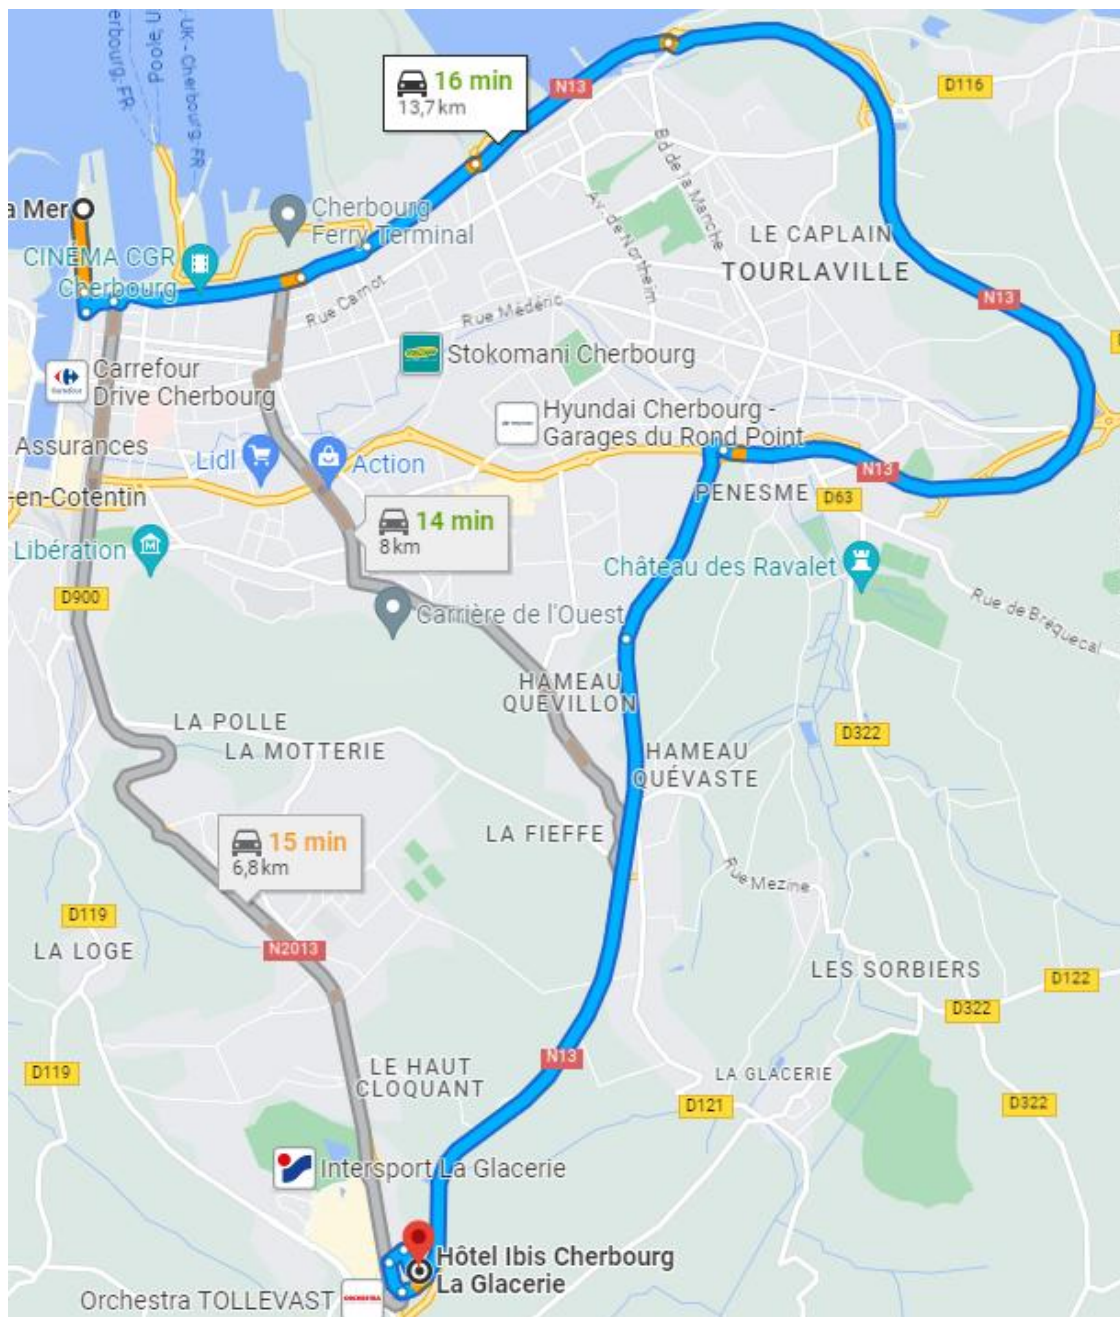 Cherbourg, FR
Pole U
-UK - Cherbourg, FR
16 min
13,7 km
N13
D116
Bd de la Manche
Av. de Northeim
a Mer
Cherbourg
Ferry Terminal
CINEMA CGR
Cherbourg
LE CAPLAIN
TOURLAVILLE
N13
Rue Carnot
Rue Médéric
Stokomani Cherbourg
Carrefour
Drive Cherbourg
Hyundai Cherbourg -
Garages du Rond Point
Assurances
Lidl
Action
N13
-en-Cotentin
PENESME
D63
14 min
8 km
Libération
Château des Ravalet
D900
Carrière de l'Ouest
Rue de Bréquecal
HAMEAU
QUÉVILLON
LA POLLE
LA MOTTERIE
D322
HAMEAU
QUÉVASTE
15 min
6,8 km
LA FIEFFE
Rue Mezine
D119
N2013
LA LOGE
LES SORBIERS
D122
D322
N13
LE HAUT
CLOQUANT
D119
LA GLACERIE
D121
D322
Intersport La Glacerie
Hôtel Ibis Cherbourg
La Glacerie
Orchestra TOLLEVAST